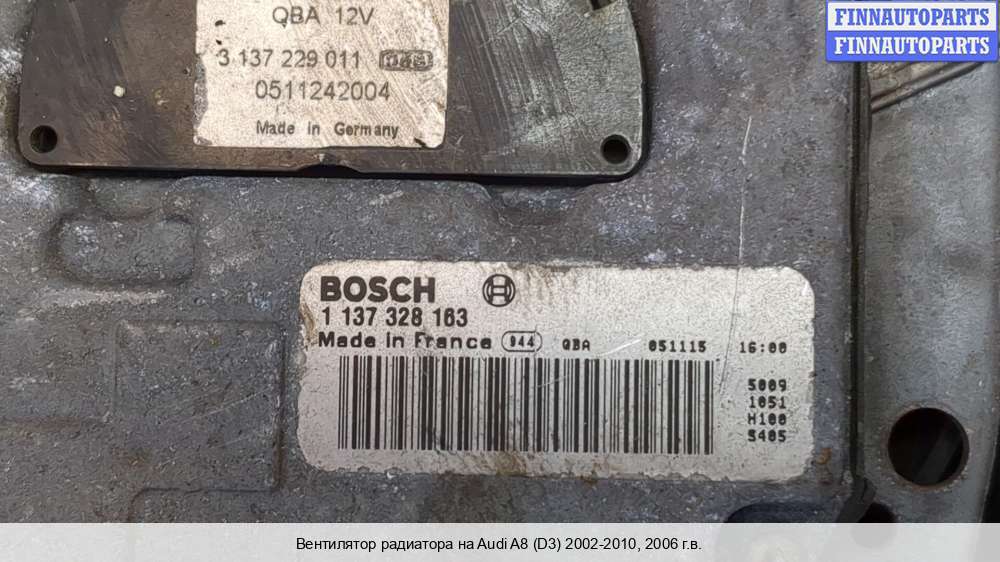 QBA 12V
3 137 229 011
0511242004
Made in Germany
FINNAUTOPARTS
FINNAUTOPARTS
BOSCH
1 137 328 163
Made in France 944 QBA 051115 16:00
5009
1051
H100
5405
Вентилятор радиатора на Audi A8 (D3) 2002-2010, 2006 г.в.